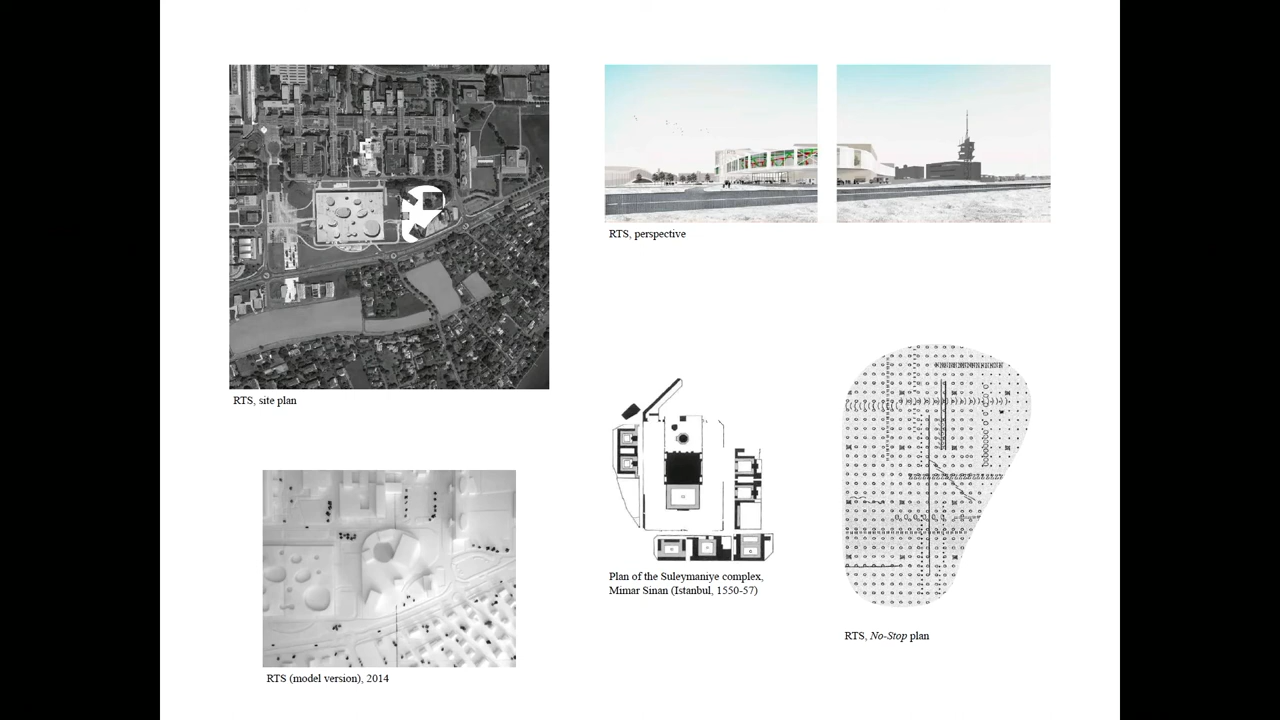 RTS, site plan
RTS, perspective
RTS (model version), 2014
Plan of the Suleymaniye complex,
Mimar Sinan (Istanbul, 1550-57)
RTS, No-Stop plan